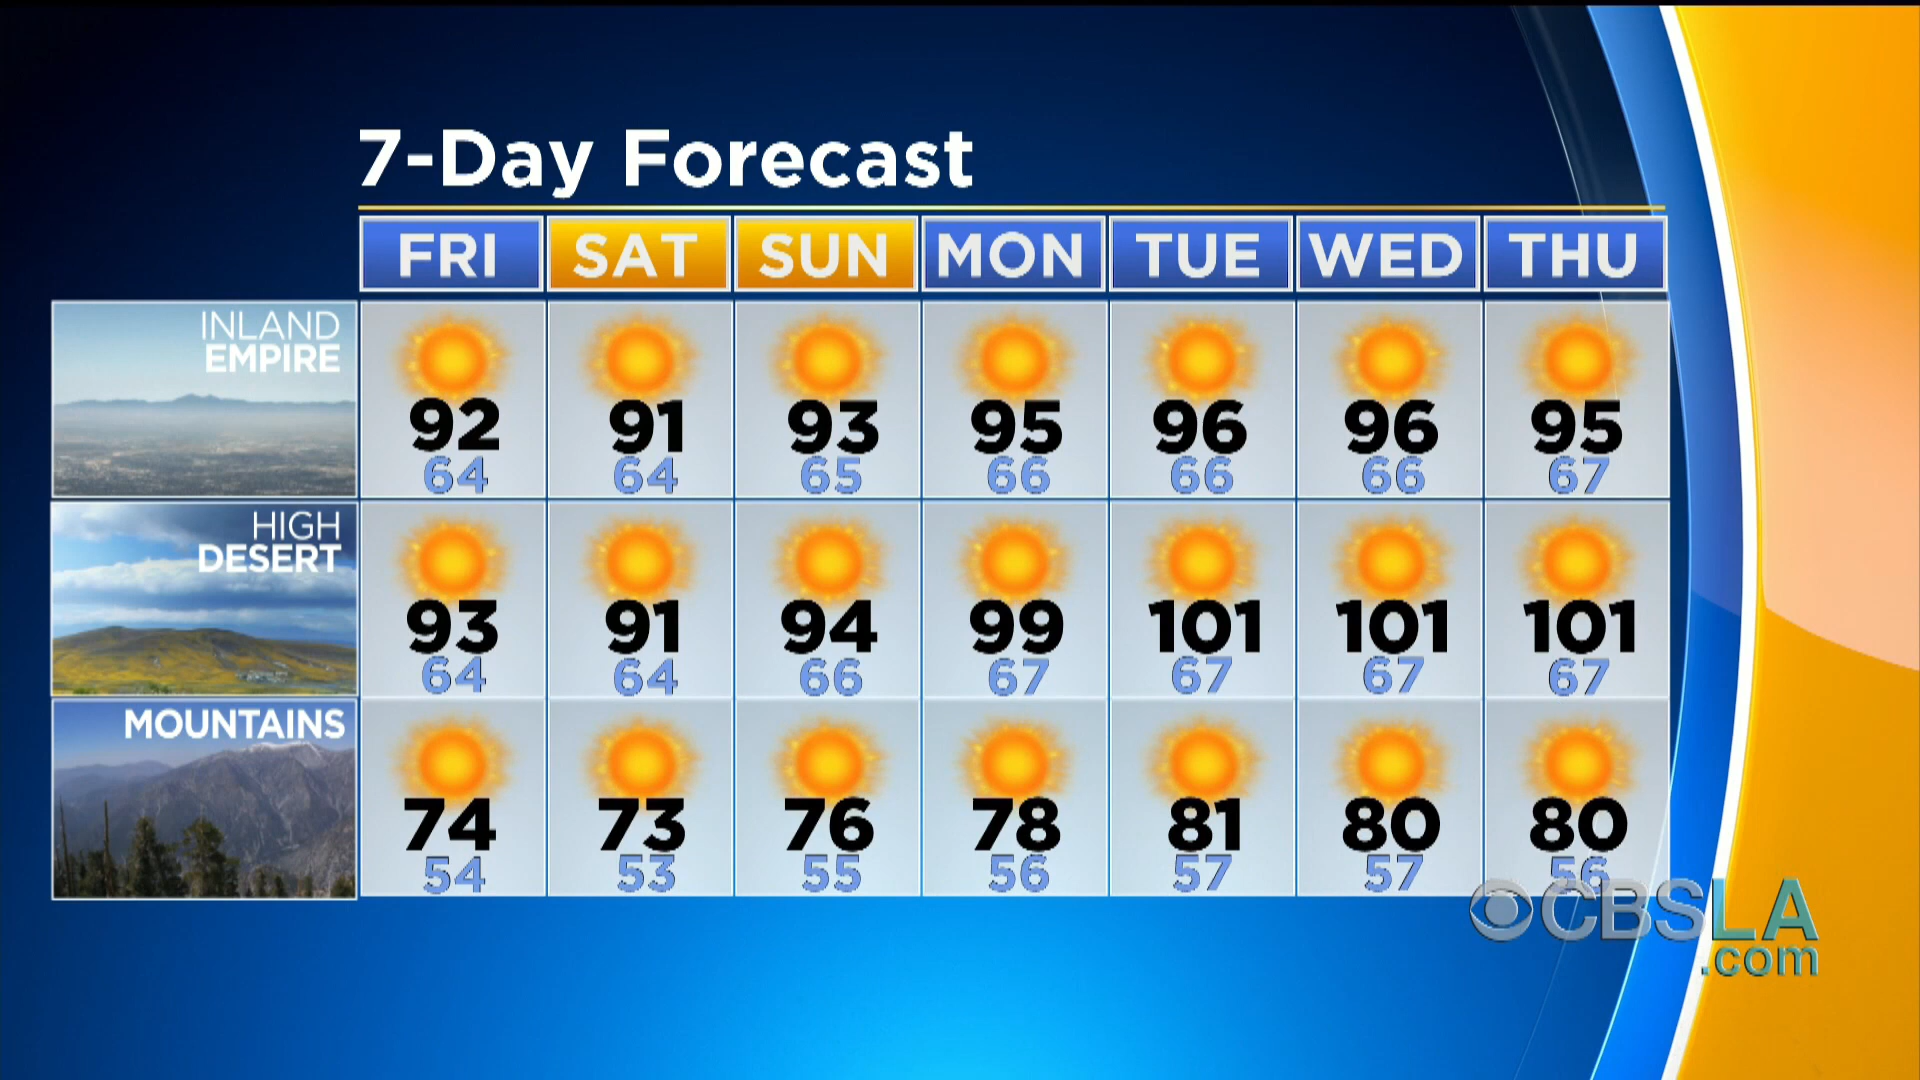 7-Day Forecast
FRI SAT SUN MON TUE WED THU
INLAND
EMPIRE
92 91 93 95 96 96 95
64 64 65 66 66 66 67
HIGH
DESERT
93 91 94 99 101 101 101
64 64 66 67 67 67 67
MOUNTAINS
74 73 76 78 81 80 80
54 53 55 56 57 57 56
CBSLA
.com